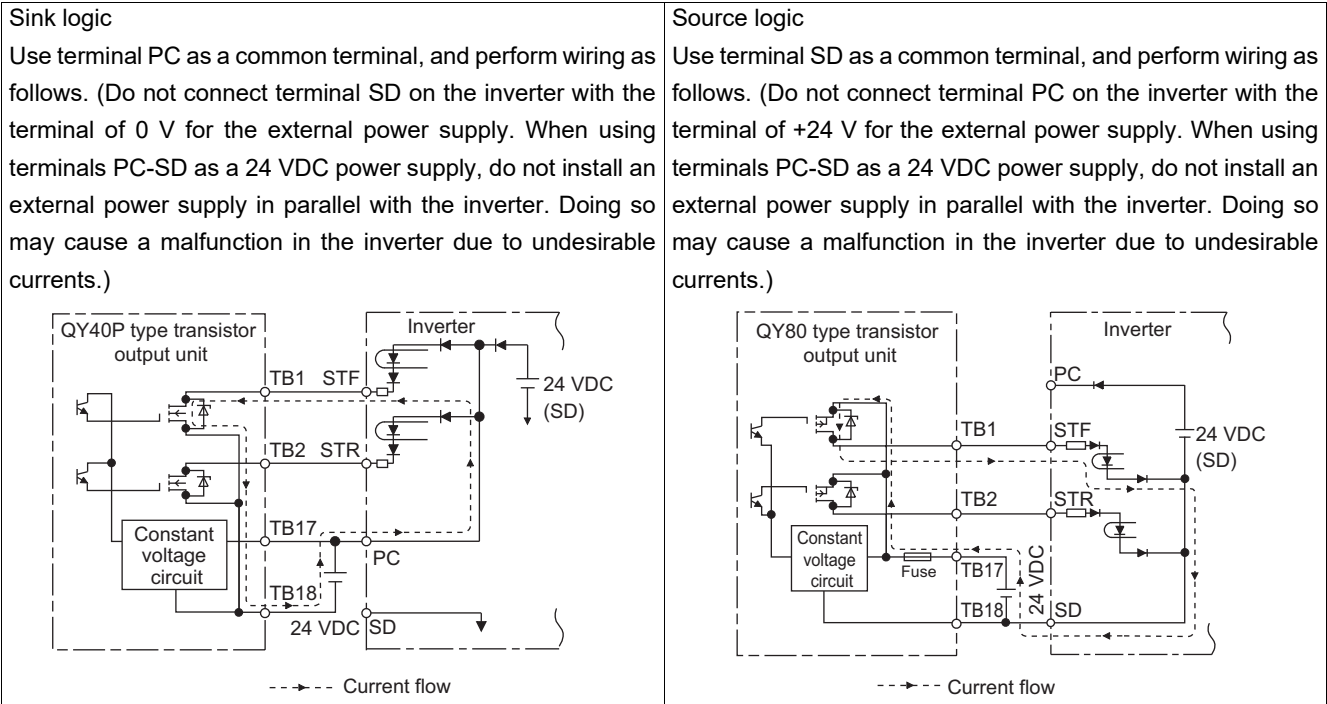 Sink logic
Use terminal PC as a common terminal, and perform wiring as
follows. (Do not connect terminal SD on the inverter with the
terminal of 0 V for the external power supply. When using
terminals PC-SD as a 24 VDC power supply, do not install an
external power supply in parallel with the inverter. Doing so
may cause a malfunction in the inverter due to undesirable
currents.)
QY40P type transistor
output unit
Inverter
TB1 STF
24 VDC
(SD)
TB2 STR
Constant
voltage
circuit
TB17
PC
TB18
24 VDC
SD
Current flow
Source logic
Use terminal SD as a common terminal, and perform wiring as
follows. (Do not connect terminal PC on the inverter with the
terminal of +24 V for the external power supply. When using
terminals PC-SD as a 24 VDC power supply, do not install an
external power supply in parallel with the inverter. Doing so
may cause a malfunction in the inverter due to undesirable
currents.)
QY80 type transistor
output unit
Inverter
PC
TB1 STF
24 VDC
(SD)
TB2 STR
Constant
voltage
circuit
Fuse
TB17
24 VDC
TB18
SD
Current flow